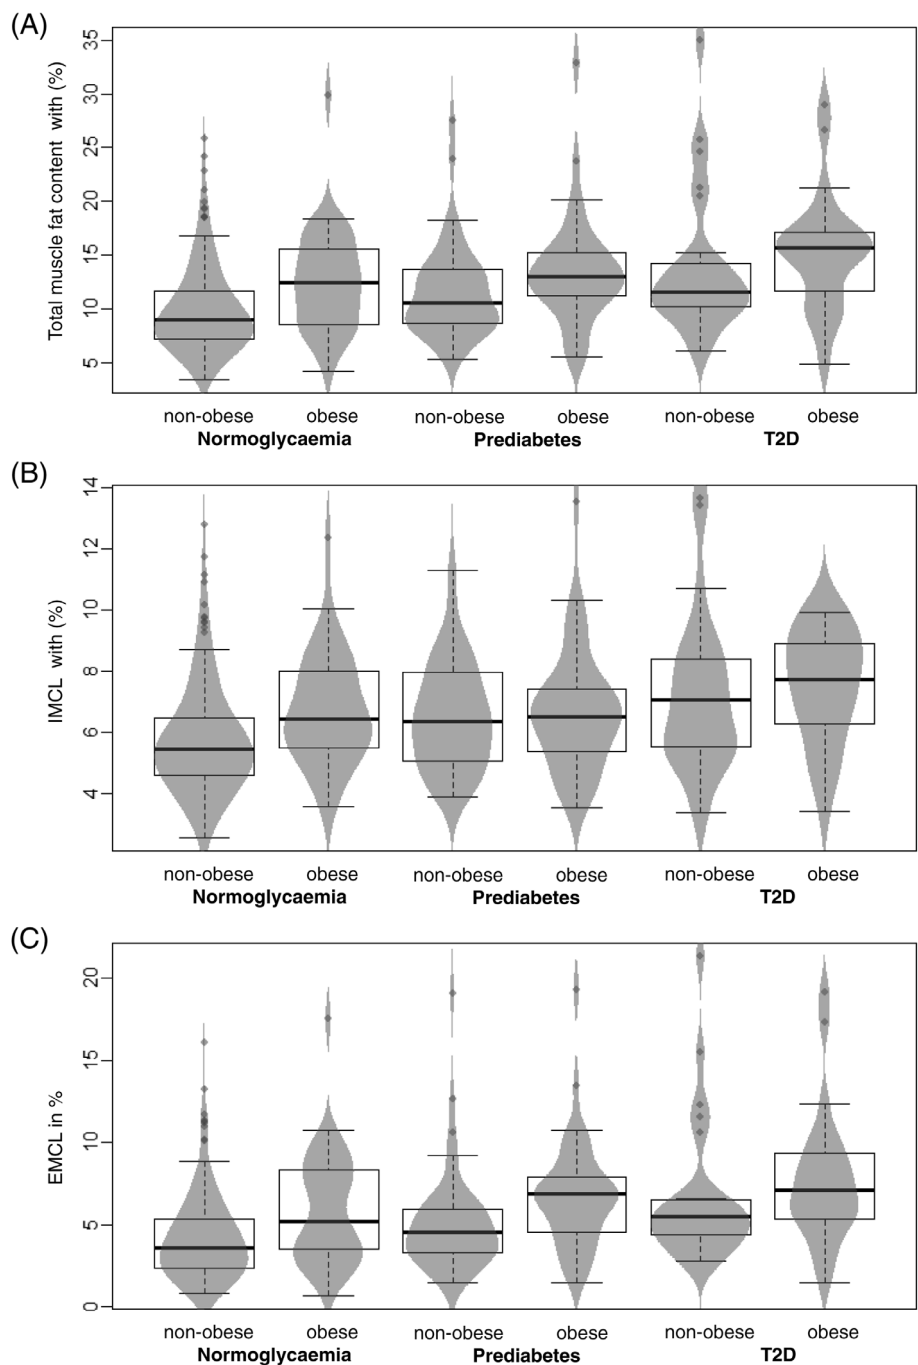 (A)
Total muscle fat content with (%)
35
30
25
20
15
10
5
non-obese obese non-obese obese non-obese obese
Normoglycaemia Prediabetes T2D
(B)
IMCL with (%)
14
12
10
8
6
4
non-obese obese non-obese obese non-obese obese
Normoglycaemia Prediabetes T2D
(C)
EMCL in %
20
15
10
5
0
non-obese obese non-obese obese non-obese obese
Normoglycaemia Prediabetes T2D